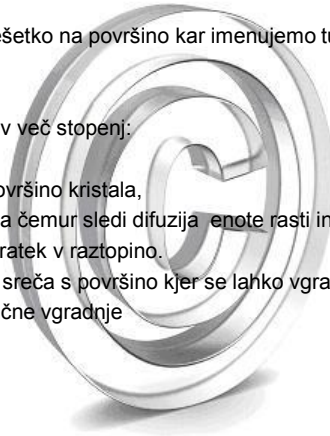 ešetko na površino kar imenujemo tu
v več stopenj:
ovršino kristala,
a čemur sledi difuzija enote rasti in
ratek v raztopino.
sreča s površino kjer se lahko vgra
čne vgradnje